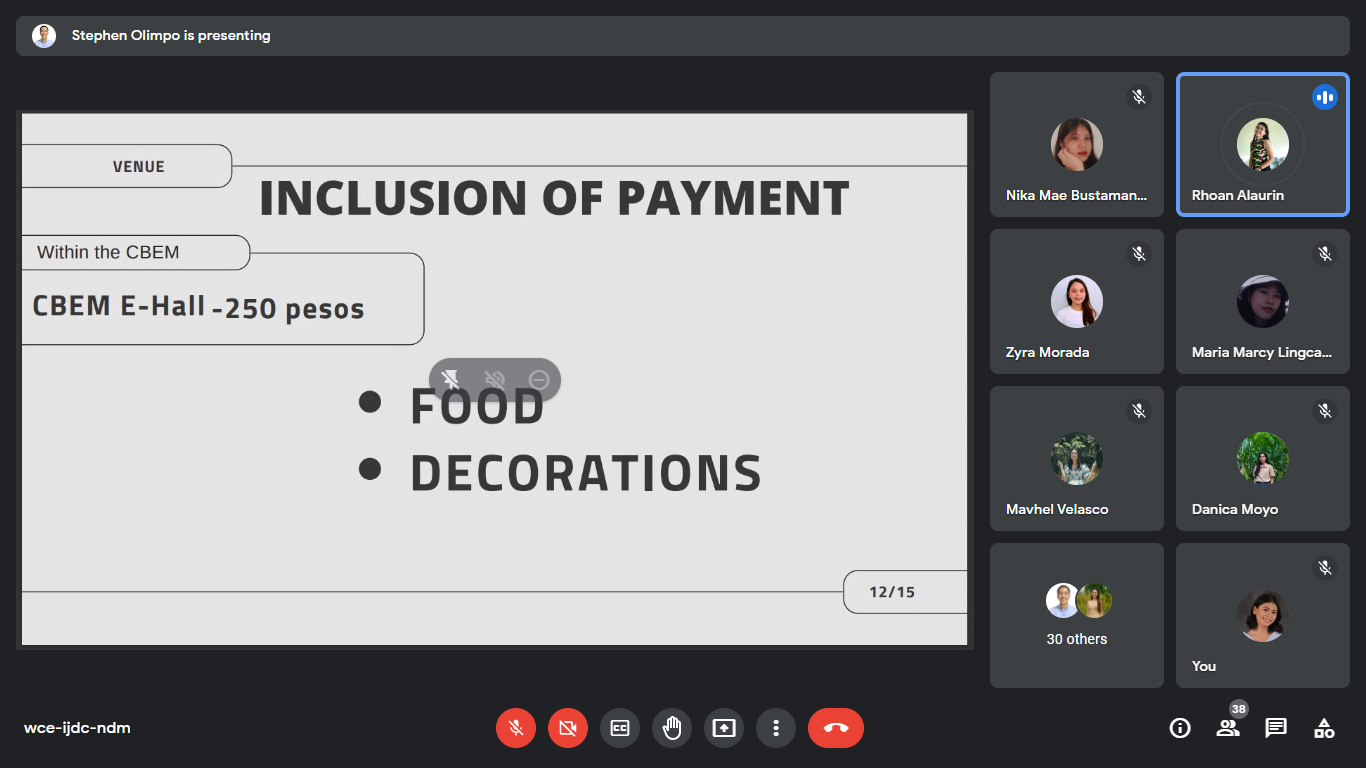 Stephen Olimpo is presenting
VENUE
INCLUSION OF PAYMENT
Within the CBEM
CBEM E-Hall -250 pesos
● FOOD
● DECORATIONS
12/15
Nika Mae Bustaman...
Rhoan Alaurin
Zyra Morada
Maria Marcy Lingca...
Mavhel Velasco
Danica Moyo
30 others
You
wce-ijdc-ndm
CC
38